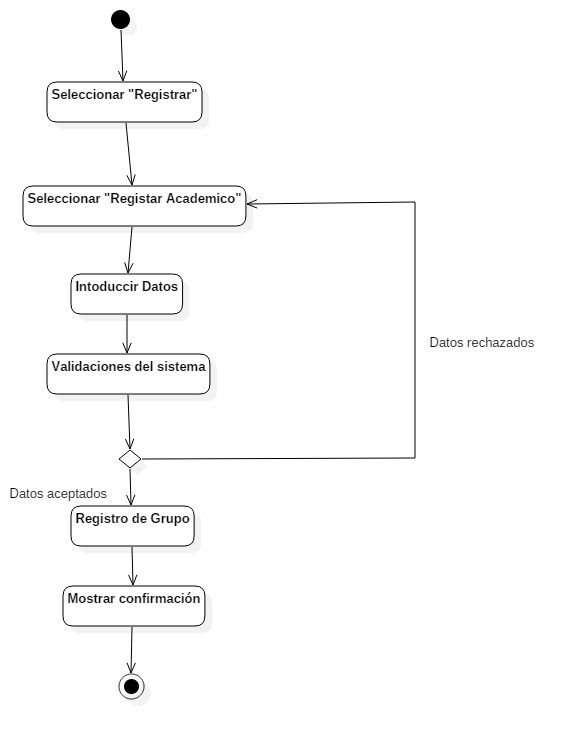 Seleccionar "Registrar"
Seleccionar "Registar Academico"
Intoduccir Datos
Validaciones del sistema
Datos rechazados
Datos aceptados
Registro de Grupo
Mostrar confirmación